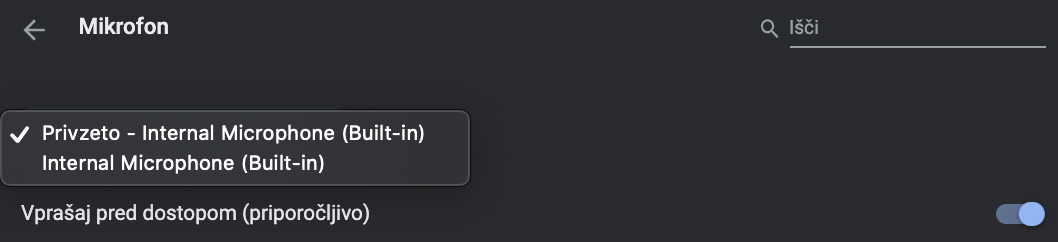 Mikrofon
Išči
Privzeto - Internal Microphone (Built-in)
Internal Microphone (Built-in)
Vprašaj pred dostopom (priporočljivo)